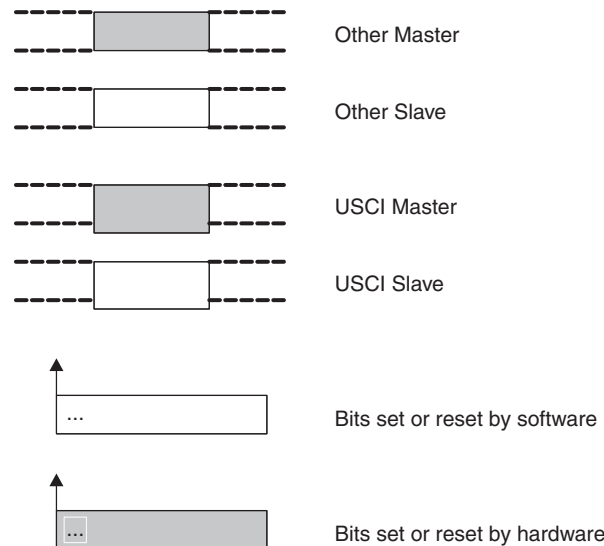 Other Master
Other Slave
USCI Master
USCI Slave
... Bits set or reset by software
... Bits set or reset by hardware